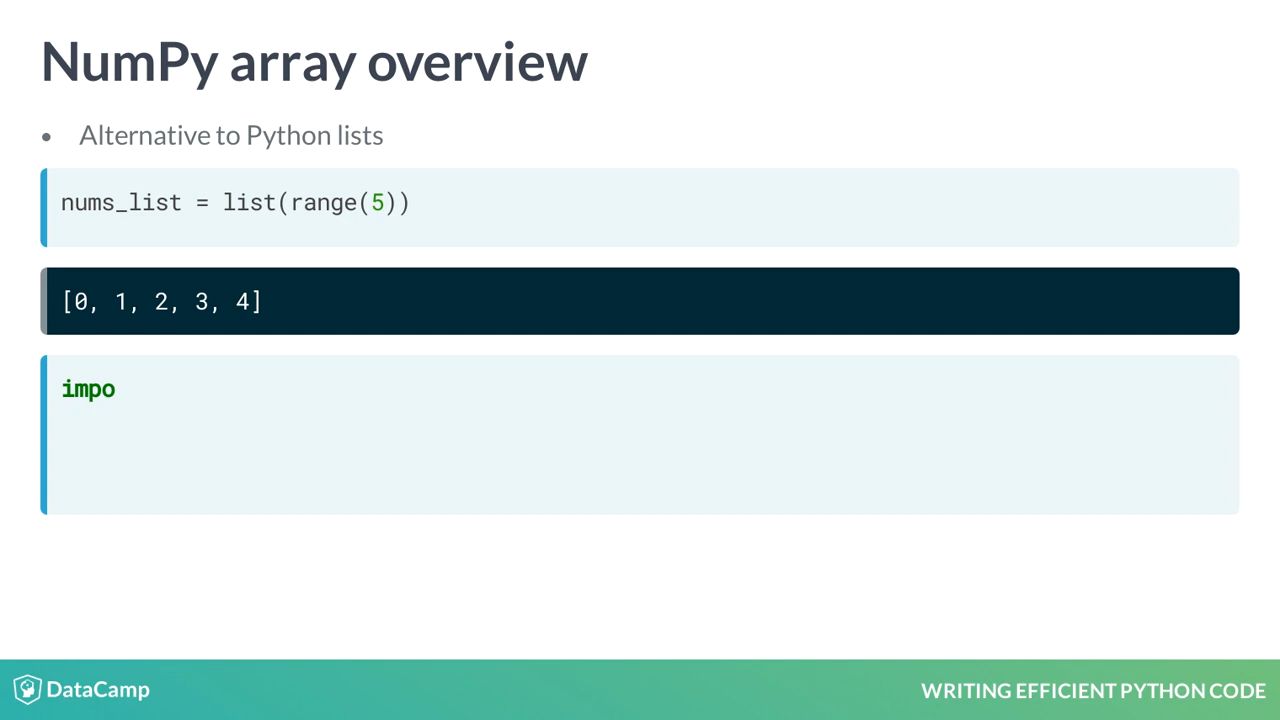 NumPy array overview
• Alternative to Python lists
nums_list = list(range(5))
[0, 1, 2, 3, 4]
impo
DataCamp
WRITING EFFICIENT PYTHON CODE